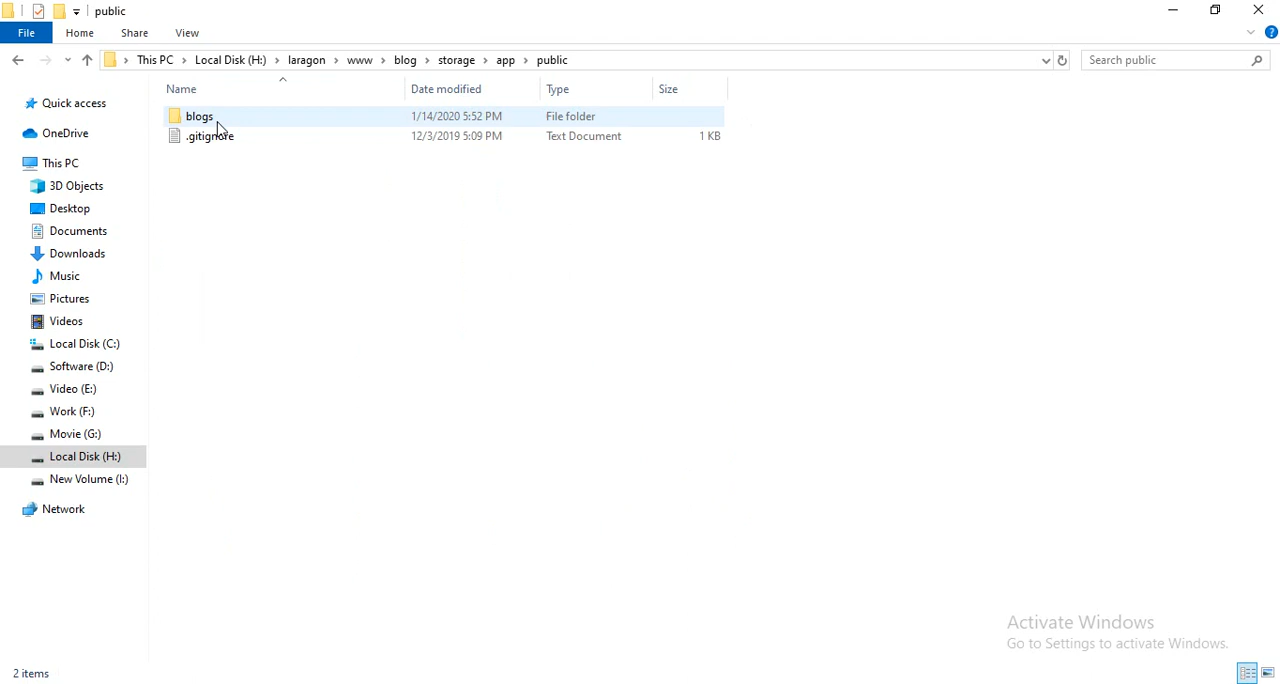 public
File Home Share View
This PC Local Disk (H:) laragon www blog storage app public Search public
Name Date modified Type Size
blogs 1/14/2020 5:52 PM File folder
.gitignore 12/3/2019 5:09 PM Text Document 1 KB
Quick access
OneDrive
This PC
3D Objects
Desktop
Documents
Downloads
Music
Pictures
Videos
Local Disk (C:)
Software (D:)
Video (E:)
Work (F:)
Movie (G:)
Local Disk (H:)
New Volume (I:)
Network
Activate Windows
Go to Settings to activate Windows.
2 items